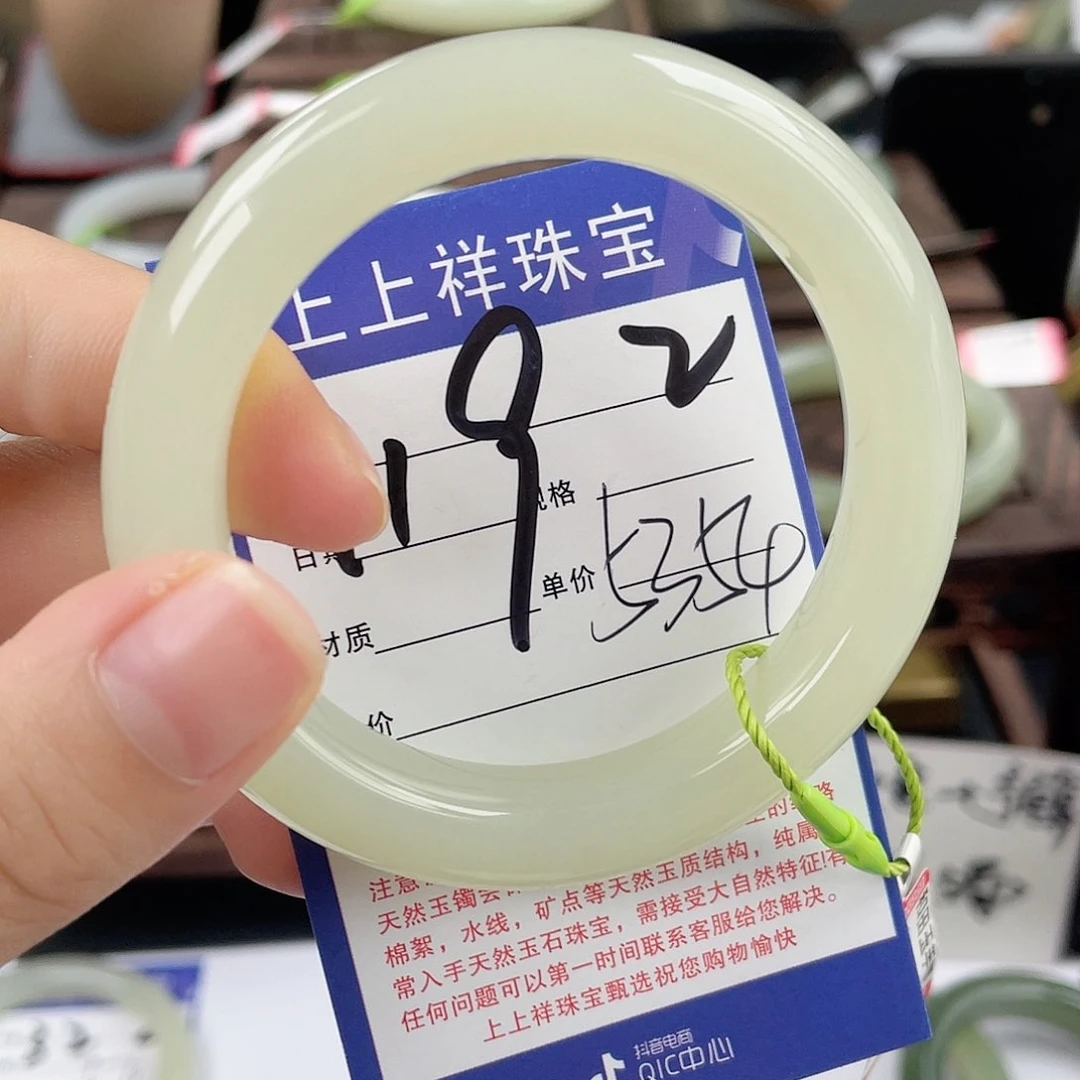 上上祥珠宝
19 2
规格
日期
单价
材质
价
注意
天然玉镯会
棉絮，水线，矿点等天然玉质结构，纯属
常入手天然玉石珠宝，需接受大自然特征!有
任何问题可以第一时间联系客服给您解决。
上上祥珠宝甄选祝您购物愉快
抖音电商
QIC中心